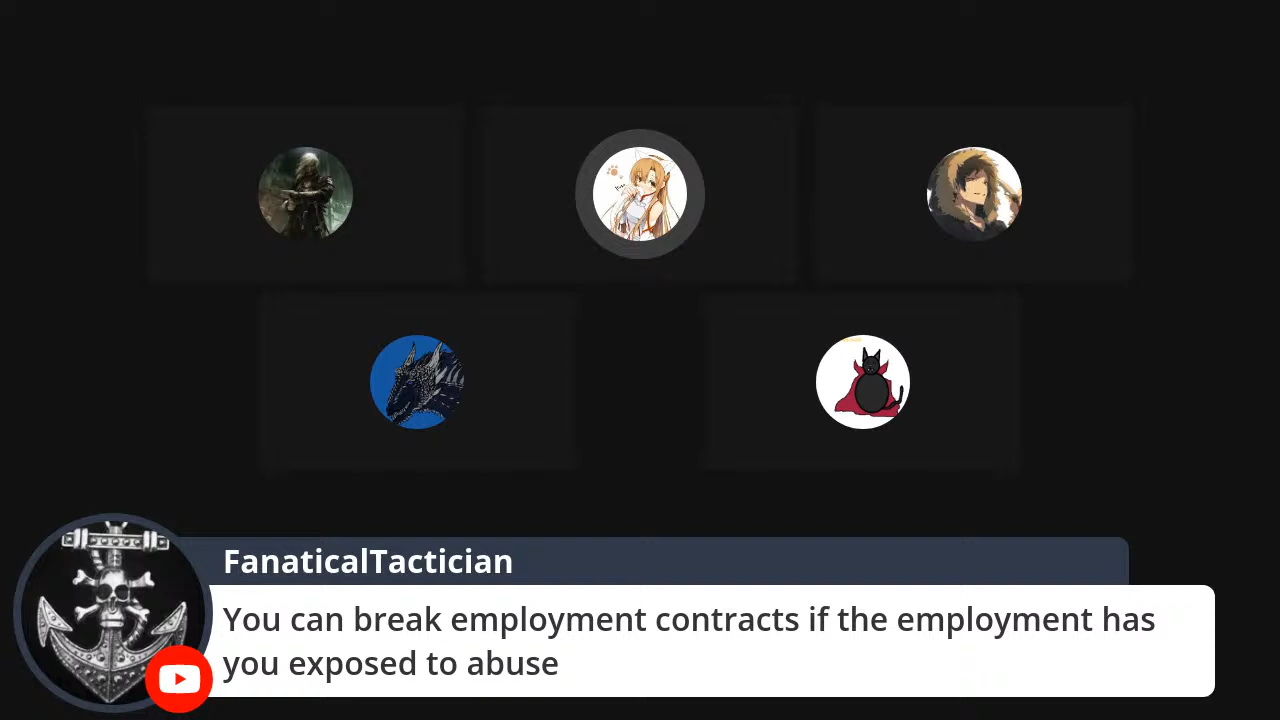 FanaticalTactician
You can break employment contracts if the employment has
you exposed to abuse